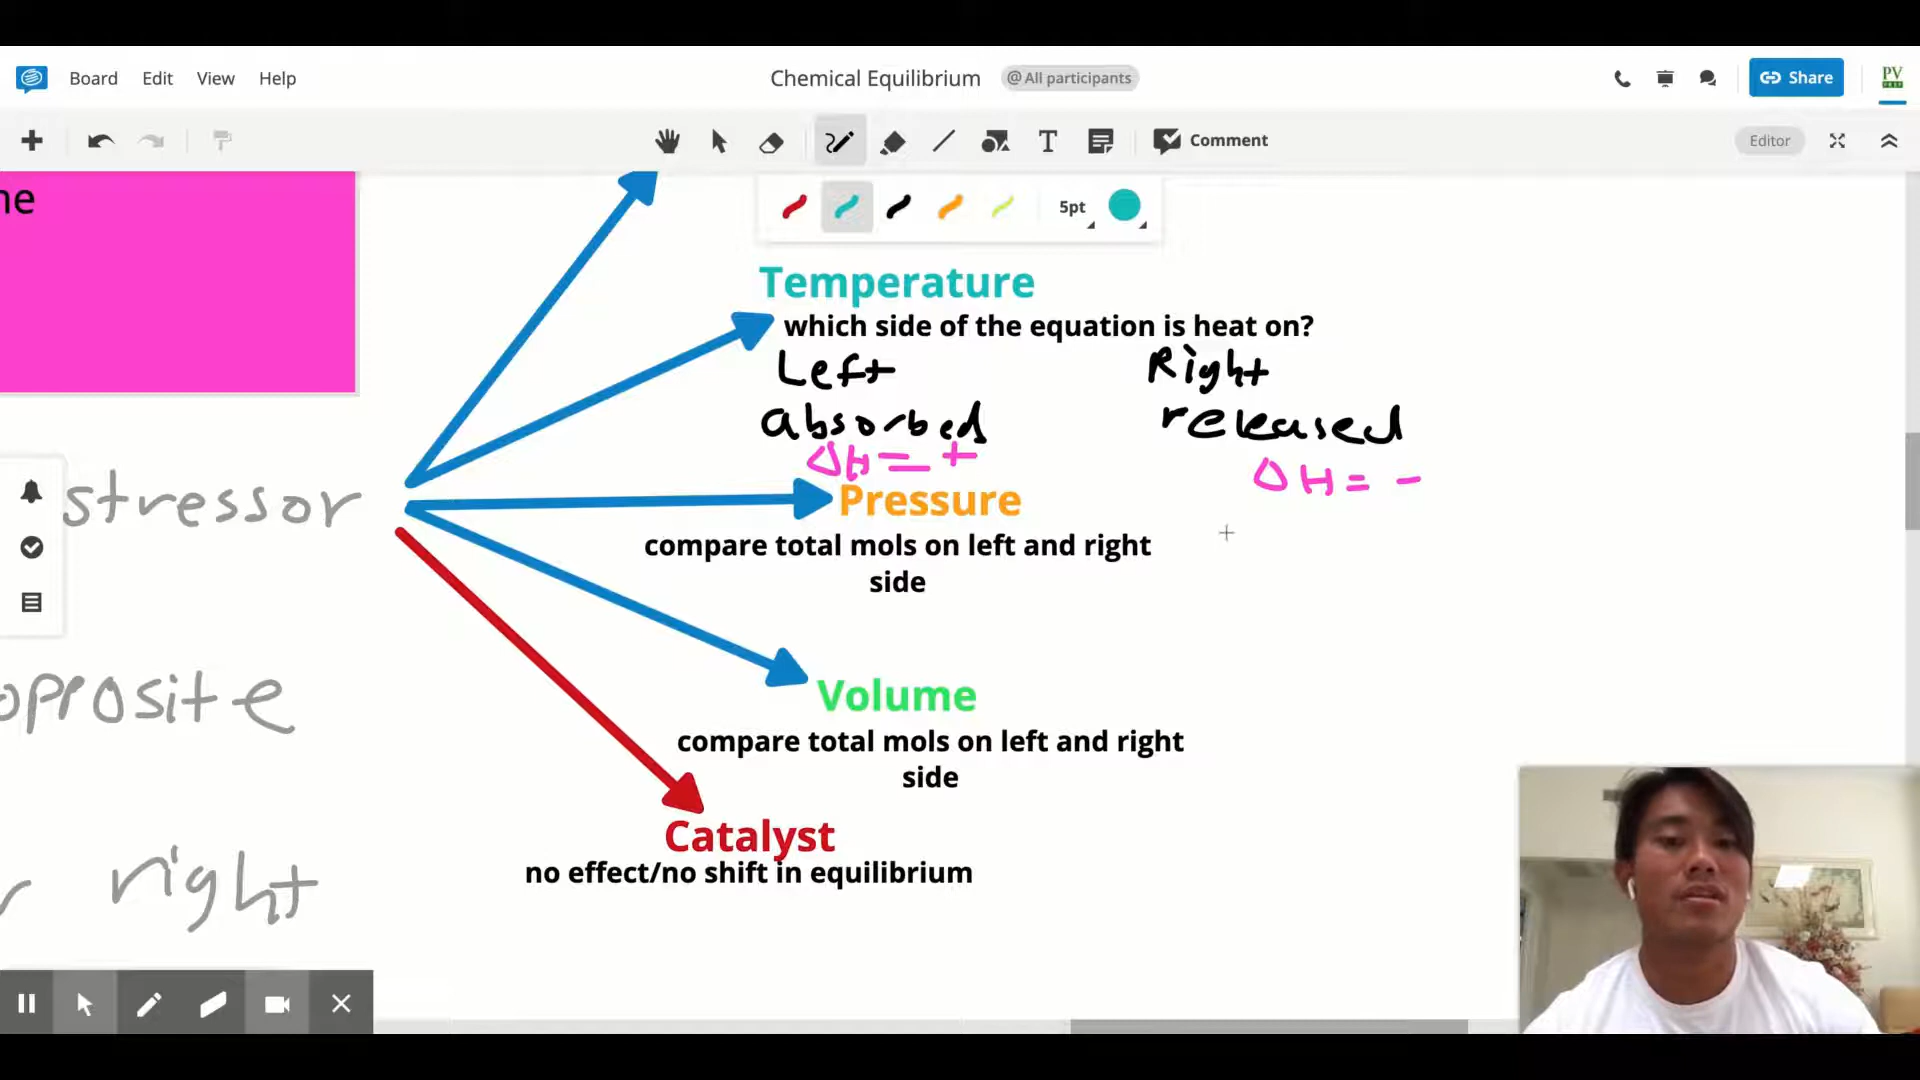 Board Edit View Help
Chemical Equilibrium @ All participants
Share
PV
PREP
Comment
Editor
5pt
ne
Temperature
which side of the equation is heat on?
Left Right
absorbed released
ΔH = +
ΔH = -
Pressure
compare total mols on left and right
side
stressor
opposite
right
Volume
compare total mols on left and right
side
Catalyst
no effect/no shift in equilibrium